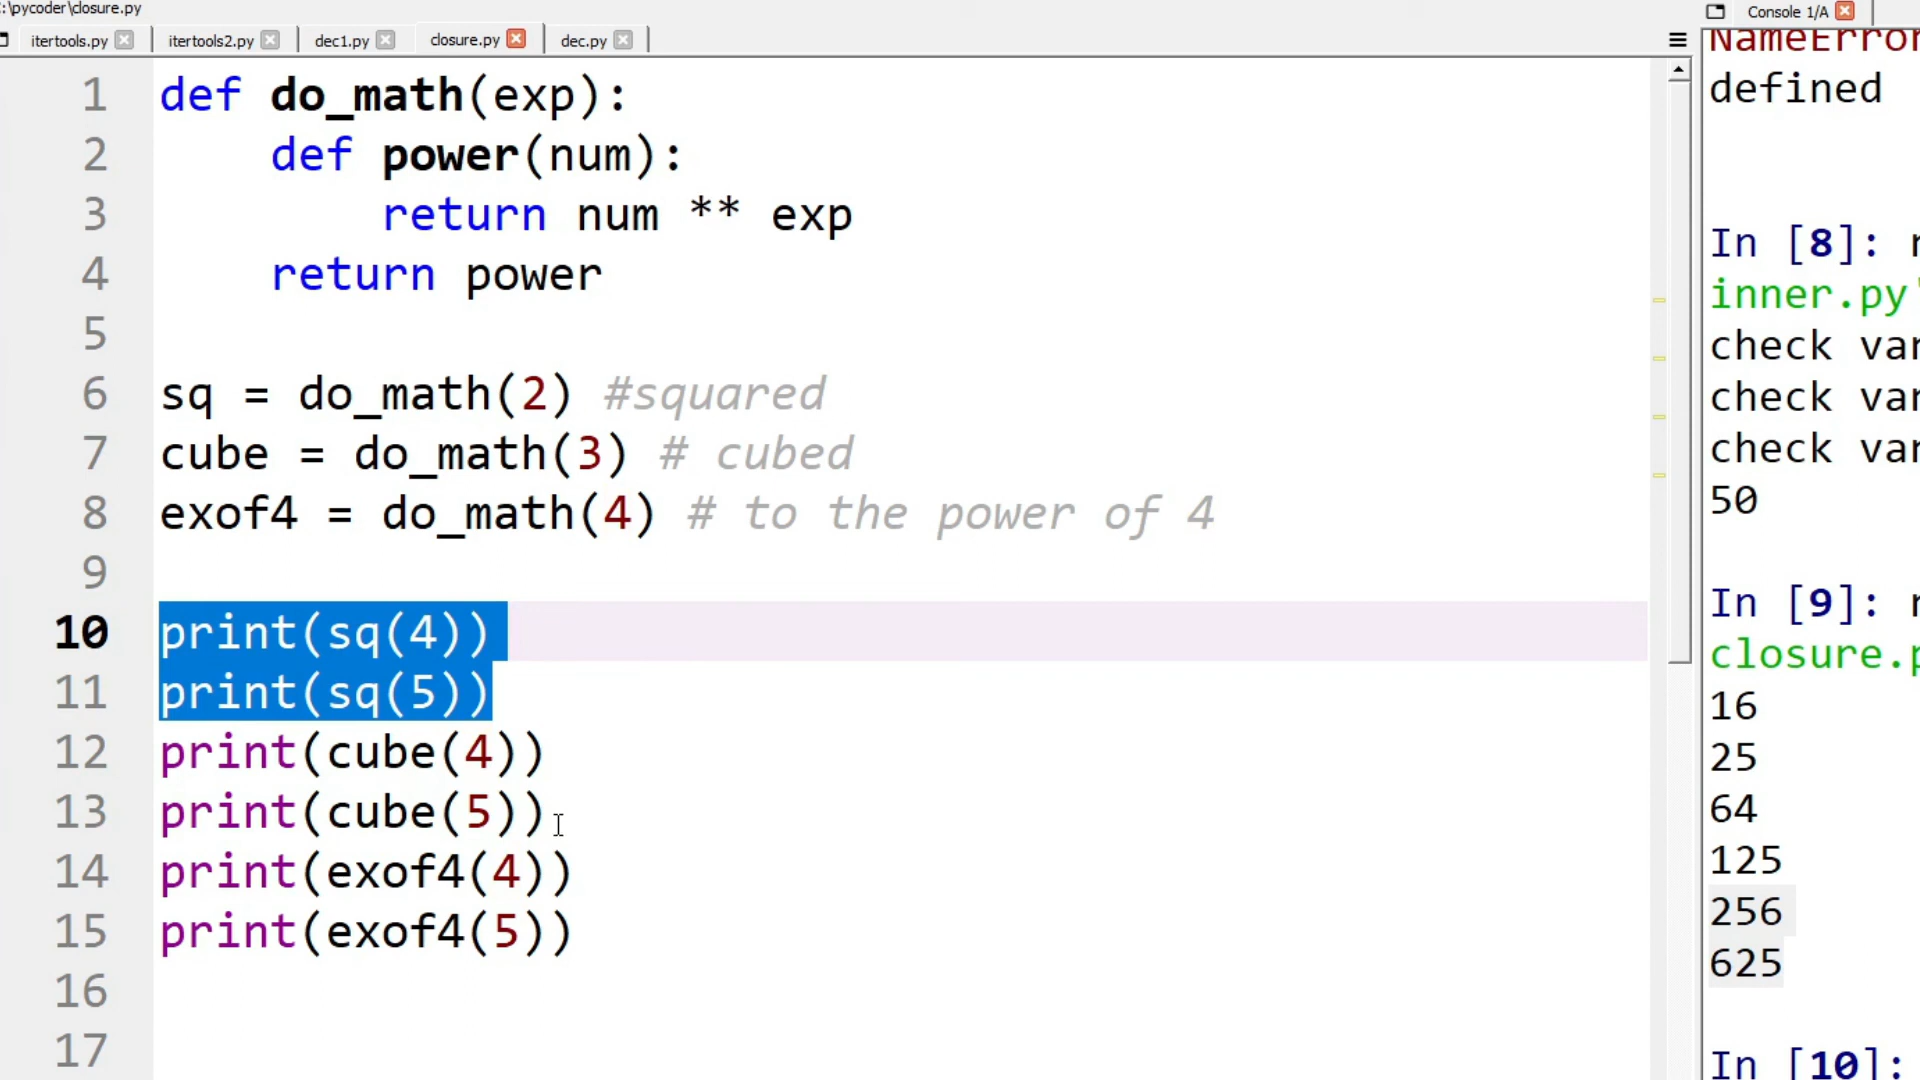 :\pycoder\closure.py
itertools.py
itertools2.py
dec1.py
closure.py
dec.py
1 def do_math(exp):
2 def power(num):
3 return num ** exp
4 return power
5
6 sq = do_math(2) #squared
7 cube = do_math(3) # cubed
8 exof4 = do_math(4) # to the power of 4
9
10 print(sq(4))
11 print(sq(5))
12 print(cube(4))
13 print(cube(5))
14 print(exof4(4))
15 print(exof4(5))
16
17
Console 1/A
NameError
defined
In [8]:
inner.py'
check var
check var
check var
50
In [9]:
closure.p
16
25
64
125
256
625
In [10]: